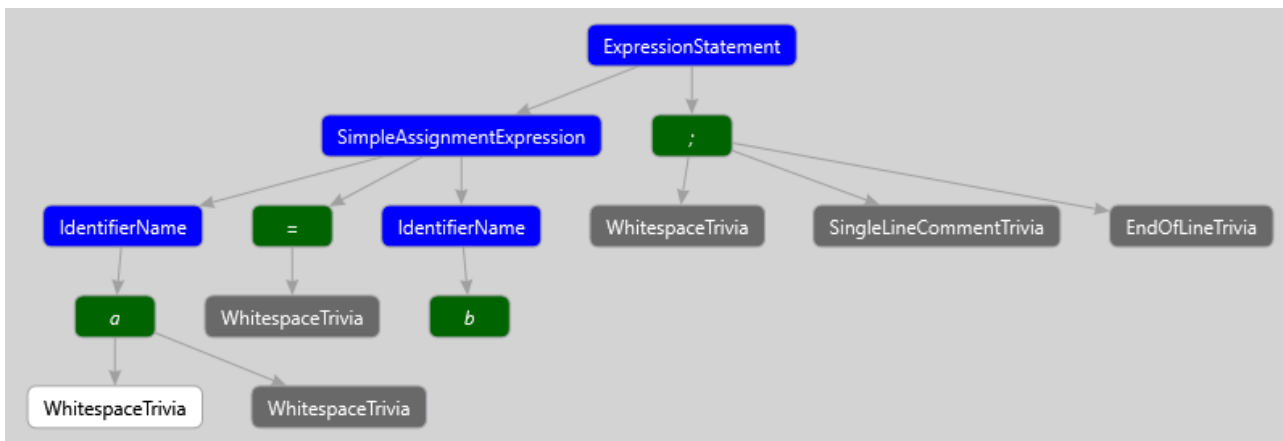 ExpressionStatement
SimpleAssignmentExpression
;
IdentifierName
=
IdentifierName
WhitespaceTrivia
SingleLineCommentTrivia
EndOfLineTrivia
a
WhitespaceTrivia
b
WhitespaceTrivia
WhitespaceTrivia